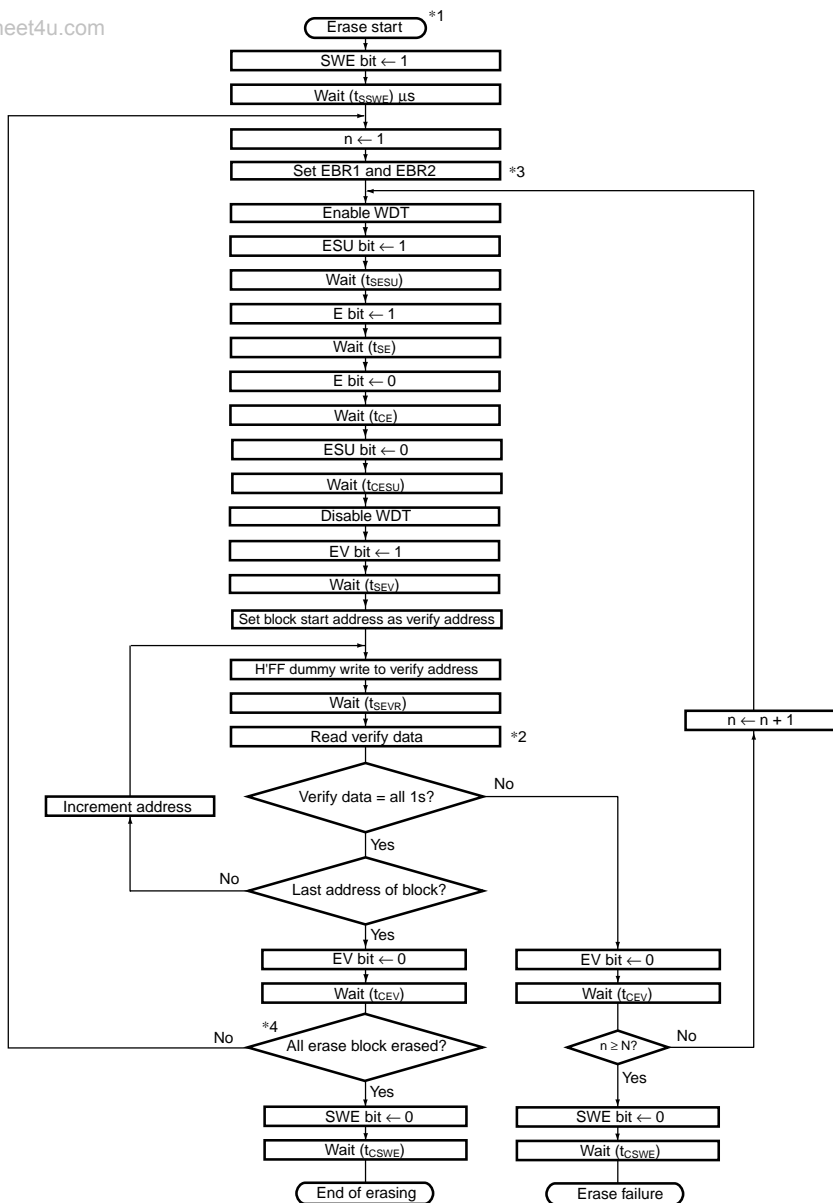 neet4u.com
Erase start
*1
SWE bit ← 1
Wait (tSSWE) μs
n ← 1
Set EBR1 and EBR2
*3
Enable WDT
ESU bit ← 1
Wait (tSESU)
E bit ← 1
Wait (tSE)
E bit ← 0
Wait (tCE)
ESU bit ← 0
Wait (tCESU)
Disable WDT
EV bit ← 1
Wait (tSEV)
Set block start address as verify address
H'FF dummy write to verify address
Wait (tSEVR)
n ← n + 1
Read verify data
*2
Verify data = all 1s?
No
Increment address
Yes
No
Last address of block?
Yes
EV bit ← 0
EV bit ← 0
Wait (tCEV)
Wait (tCEV)
*4
No
All erase block erased?
n ≥ N?
No
Yes
Yes
SWE bit ← 0
SWE bit ← 0
Wait (tCSWE)
Wait (tCSWE)
End of erasing
Erase failure